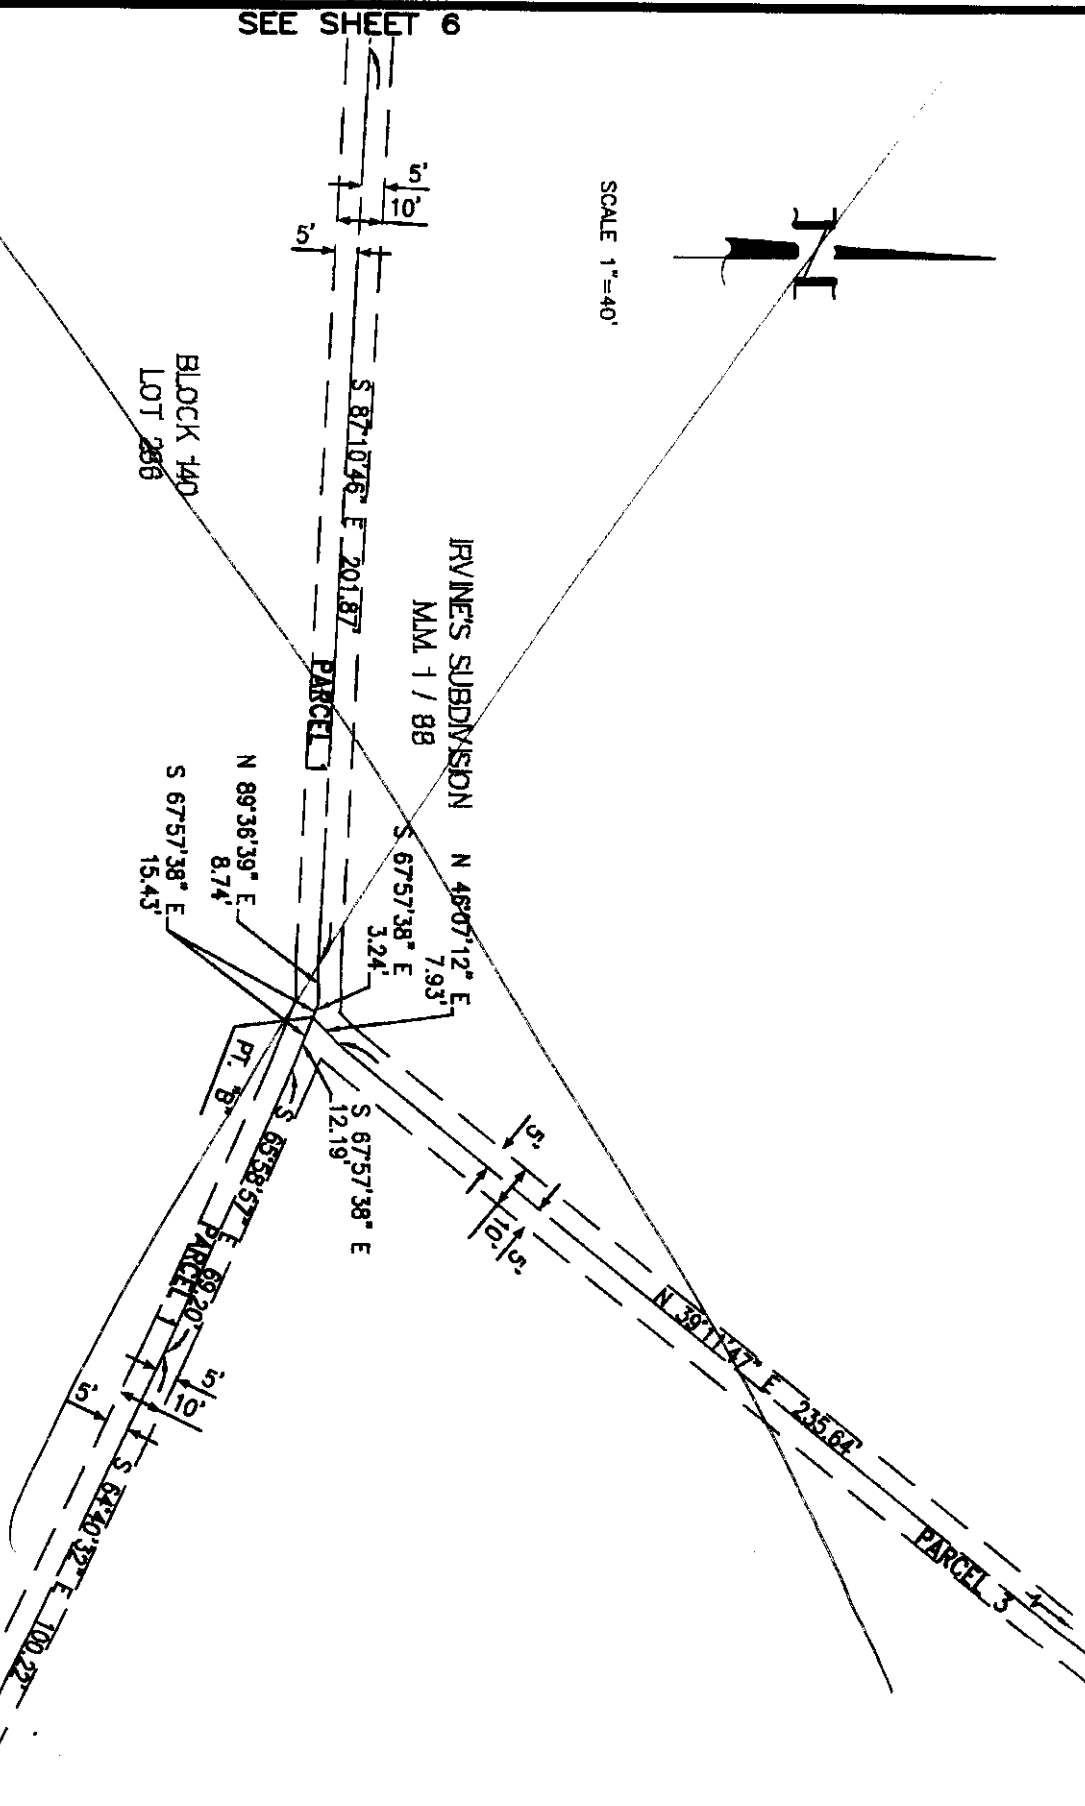 SEE SHEET 6
SCALE 1"=40'
5'
10'
5'
BLOCK 140
S 87°10'46" E 201.87'
IRVINE'S SUBDIVISION
M.M. 1 / 88
PARCEL 1
N 89°36'39" E
8.74'
S 67°57'38" E
15.43'
N 46°07'12" E
7.93'
S 67°57'38" E
3.24'
PT. "B"
S 67°57'38" E
12.19'
S 65°58'57" E 69.20'
PARCEL 1
5'
10'
5'
N 39°11'47" E 235.64'
PARCEL 3
5'
10'
5'
S 64°40'32" E 100.22'
LOT